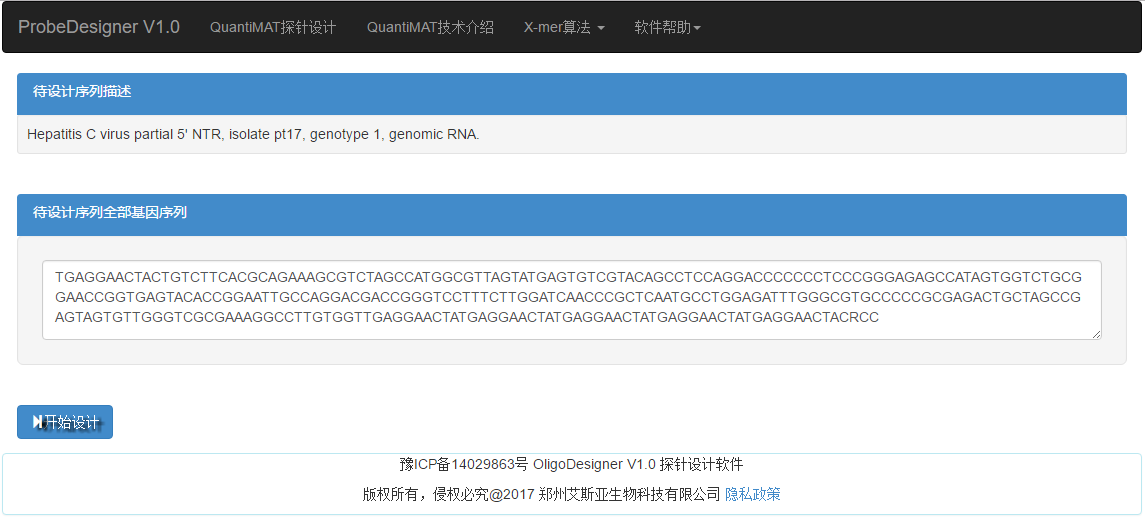 ProbeDesigner V1.0 QuantiMAT探针设计 QuantiMAT技术介绍 X-mer算法 软件帮助
待设计序列描述
Hepatitis C virus partial 5' NTR, isolate pt17, genotype 1, genomic RNA.
待设计序列全部基因序列
TGAGGAACTACTGTCTTCACGCAGAAAGCGTCTAGCCATGGCGTTAGTATGAGTGTCGTACAGCCTCCAGGACCCCCCCTCCCGGGAGAGCCATAGTGGTCTGCG
GAACCGGTGAGTACACCGGAATTGCCAGGACGACCGGGTCCTTTCTTGGATCAACCCGCTCAATGCCTGGAGATTTGGGCGTGCCCCCGCGAGACTGCTAGCCG
AGTAGTGTTGGGTCGCGAAAGGCCTTGTGGTTGAGGAACTATGAGGAACTATGAGGAACTATGAGGAACTATGAGGAACTACRCC
开始设计
豫ICP备14029863号 OligoDesigner V1.0 探针设计软件
版权所有，侵权必究@2017 郑州艾斯亚生物科技有限公司 隐私政策